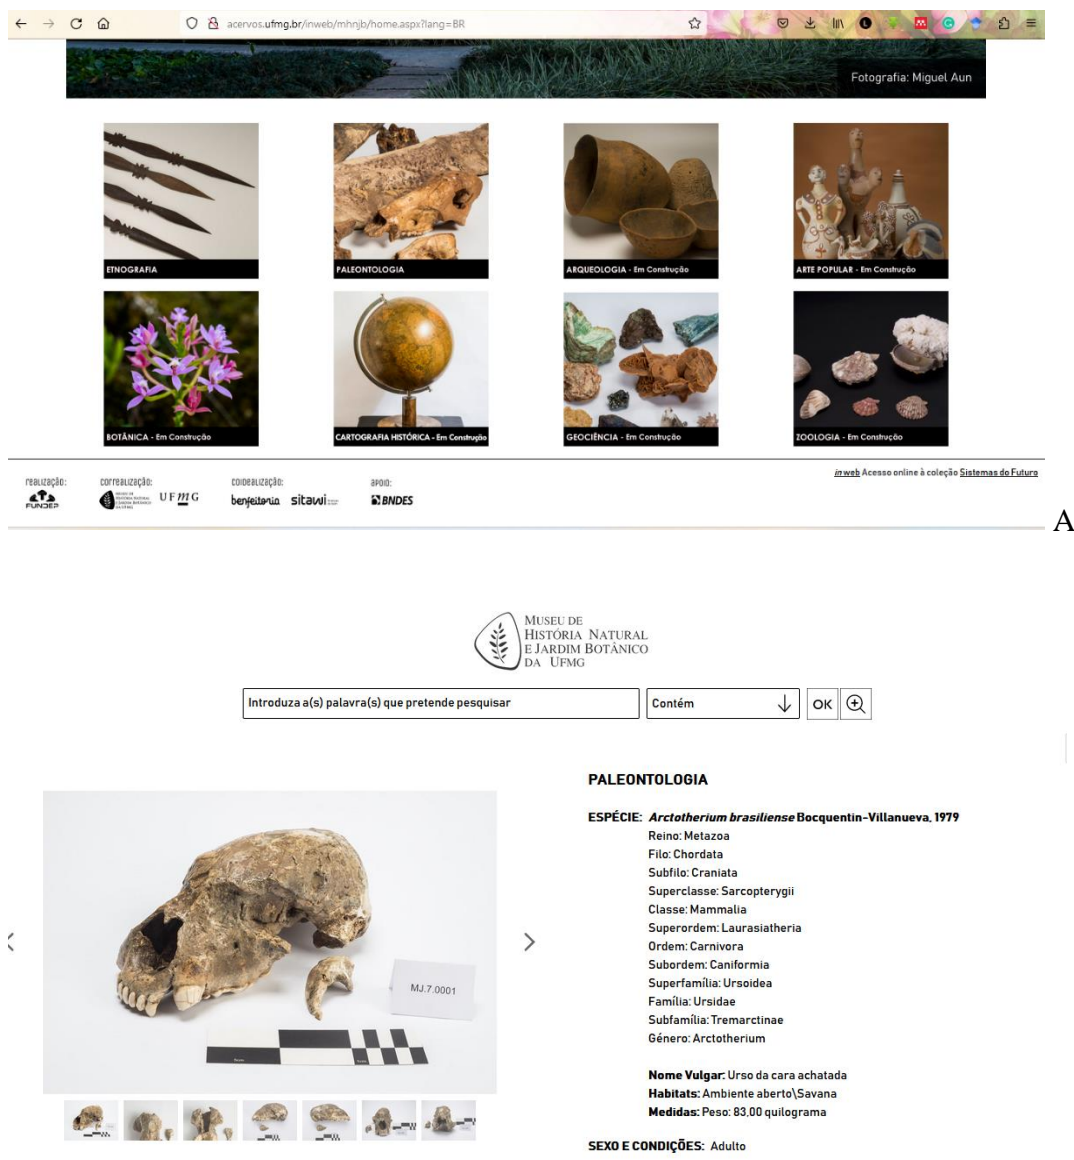 acervos.ufmg.br/inweb/mhnjb/home.aspx?lang=BR
Fotografia: Miguel Aun
ETNOGRAFIA
PALEONTOLOGIA
ARQUEOLOGIA - Em Construção
ARTE POPULAR - Em Construção
BOTÂNICA - Em Construção
CARTOGRAFIA HISTÓRICA - Em Construção
GEOCIÊNCIA - Em Construção
ZOOLOGIA - Em Construção
in web Acesso online à coleção Sistemas do Futuro
realização:
correalização:
coidealização:
apoio:
FUNDEP
UFMG
benfeitoria
sitawi
BNDES
A
MUSEU DE
HISTÓRIA NATURAL
E JARDIM BOTÂNICO
DA UFMG
Introduza a(s) palavra(s) que pretende pesquisar
Contém
OK
PALEONTOLOGIA
ESPÉCIE: Arctotherium brasiliense Bocquentin-Villanueva, 1979
Reino: Metazoa
Filo: Chordata
Subfilo: Craniata
Superclasse: Sarcopterygii
Classe: Mammalia
Superordem: Laurasiatheria
Ordem: Carnivora
Subordem: Caniformia
Superfamília: Ursoidea
Família: Ursidae
Subfamília: Tremarctinae
Género: Arctotherium
Nome Vulgar: Urso da cara achatada
Habitats: Ambiente aberto\Savana
Medidas: Peso: 83,00 quilograma
SEXO E CONDIÇÕES: Adulto
MJ.7.0001